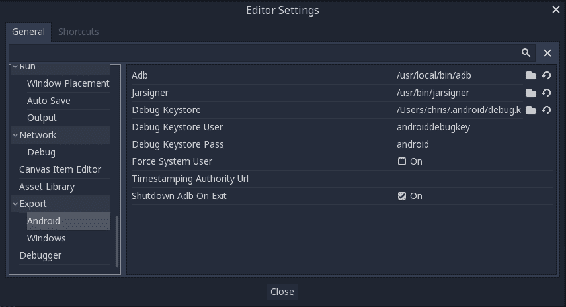 Editor Settings
General
Shortcuts
Run
Window Placement
Auto Save
Output
Network
Debug
Canvas Item Editor
Asset Library
Export
Android
Windows
Debugger
Adb /usr/local/bin/adb
Jarsigner /usr/bin/jarsigner
Debug Keystore /Users/chris/.android/debug.k
Debug Keystore User androiddebugkey
Debug Keystore Pass android
Force System User On
Timestamping Authority Url
Shutdown Adb On Exit On
Close